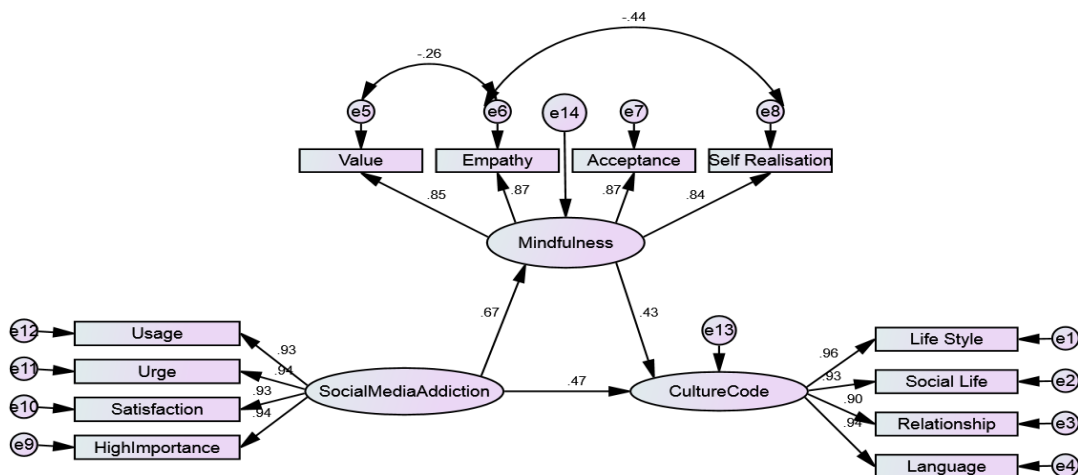 -.44
-.26
e5
e6
e14
e7
e8
Value
Empathy
Acceptance
Self Realisation
.85
.87
.87
.84
Mindfulness
.67
.43
e12
Usage
e11
Urge
e10
Satisfaction
e9
HighImportance
.93
.94
.93
.94
SocialMediaAddiction
.47
e13
CultureCode
.96
.93
.90
.94
Life Style
e1
Social Life
e2
Relationship
e3
Language
e4